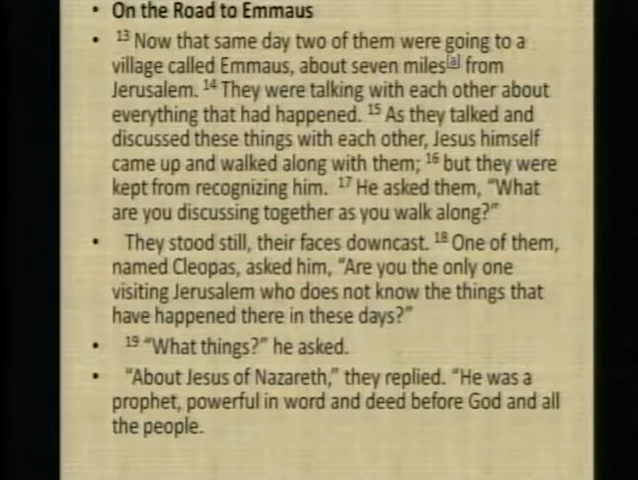 • On the Road to Emmaus
• 13 Now that same day two of them were going to a
village called Emmaus, about seven miles[a] from
Jerusalem. 14 They were talking with each other about
everything that had happened. 15 As they talked and
discussed these things with each other, Jesus himself
came up and walked along with them; 16 but they were
kept from recognizing him. 17 He asked them, “What
are you discussing together as you walk along?”
• They stood still, their faces downcast. 18 One of them,
named Cleopas, asked him, “Are you the only one
visiting Jerusalem who does not know the things that
have happened there in these days?”
• 19 “What things?” he asked.
• “About Jesus of Nazareth,” they replied. “He was a
prophet, powerful in word and deed before God and all
the people.